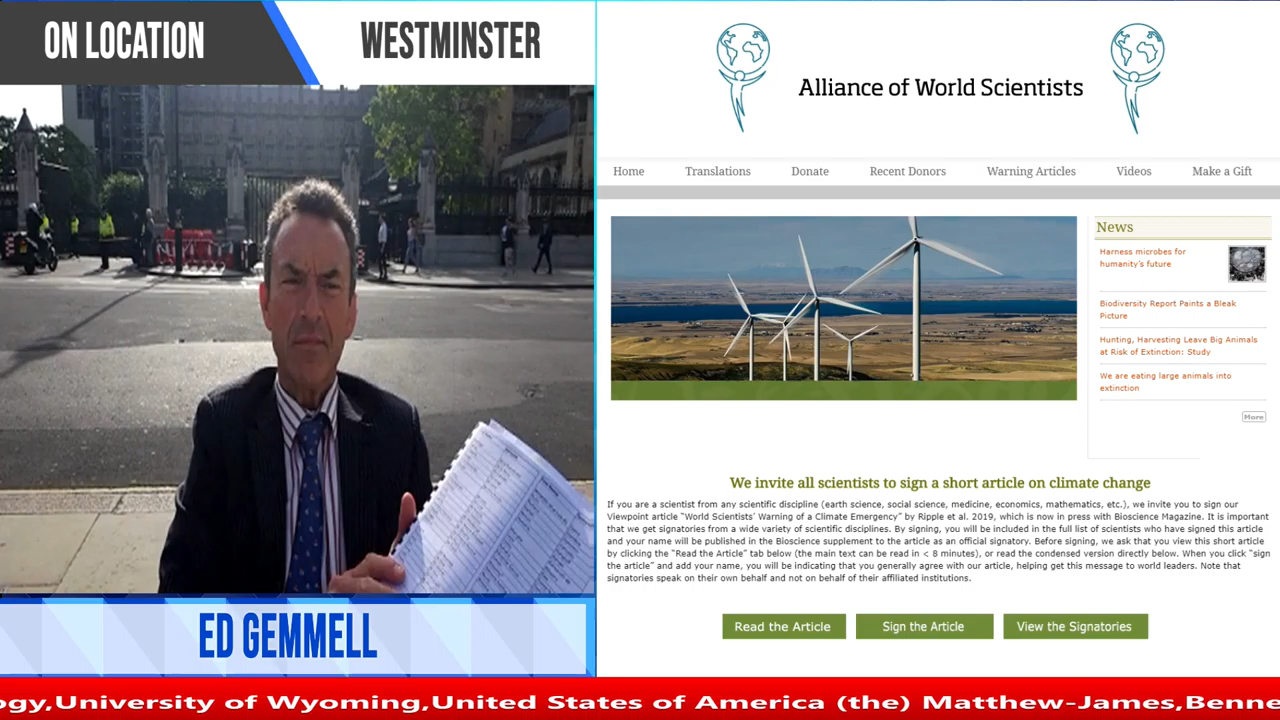 ON LOCATION
WESTMINSTER
ED GEMMELL
Alliance of World Scientists
Home
Translations
Donate
Recent Donors
Warning Articles
Videos
Make a Gift
News
Harness microbes for
humanity's future
Biodiversity Report Paints a Bleak
Picture
Hunting, Harvesting Leave Big Animals
at Risk of Extinction: Study
We are eating large animals into
extinction
More
We invite all scientists to sign a short article on climate change
If you are a scientist from any scientific discipline (earth science, social science, medicine, economics, mathematics, etc.), we invite you to sign our
Viewpoint article "World Scientists' Warning of a Climate Emergency" by Ripple et al. 2019, which is now in press with Bioscience Magazine. It is important
that we get signatories from a wide variety of scientific disciplines. By signing, you will be included in the full list of scientists who have signed this article
and your name will be published in the Bioscience supplement to the article as an official signatory. Before signing, we ask that you view this short article
by clicking the "Read the Article" tab below (the main text can be read in < 8 minutes), or read the condensed version directly below. When you click "sign
the article" and add your name, you will be indicating that you generally agree with our article, helping get this message to world leaders. Note that
signatories speak on their own behalf and not on behalf of their affiliated institutions.
Read the Article
Sign the Article
View the Signatories
ogy,University of Wyoming,United States of America (the) Matthew-James,Benne